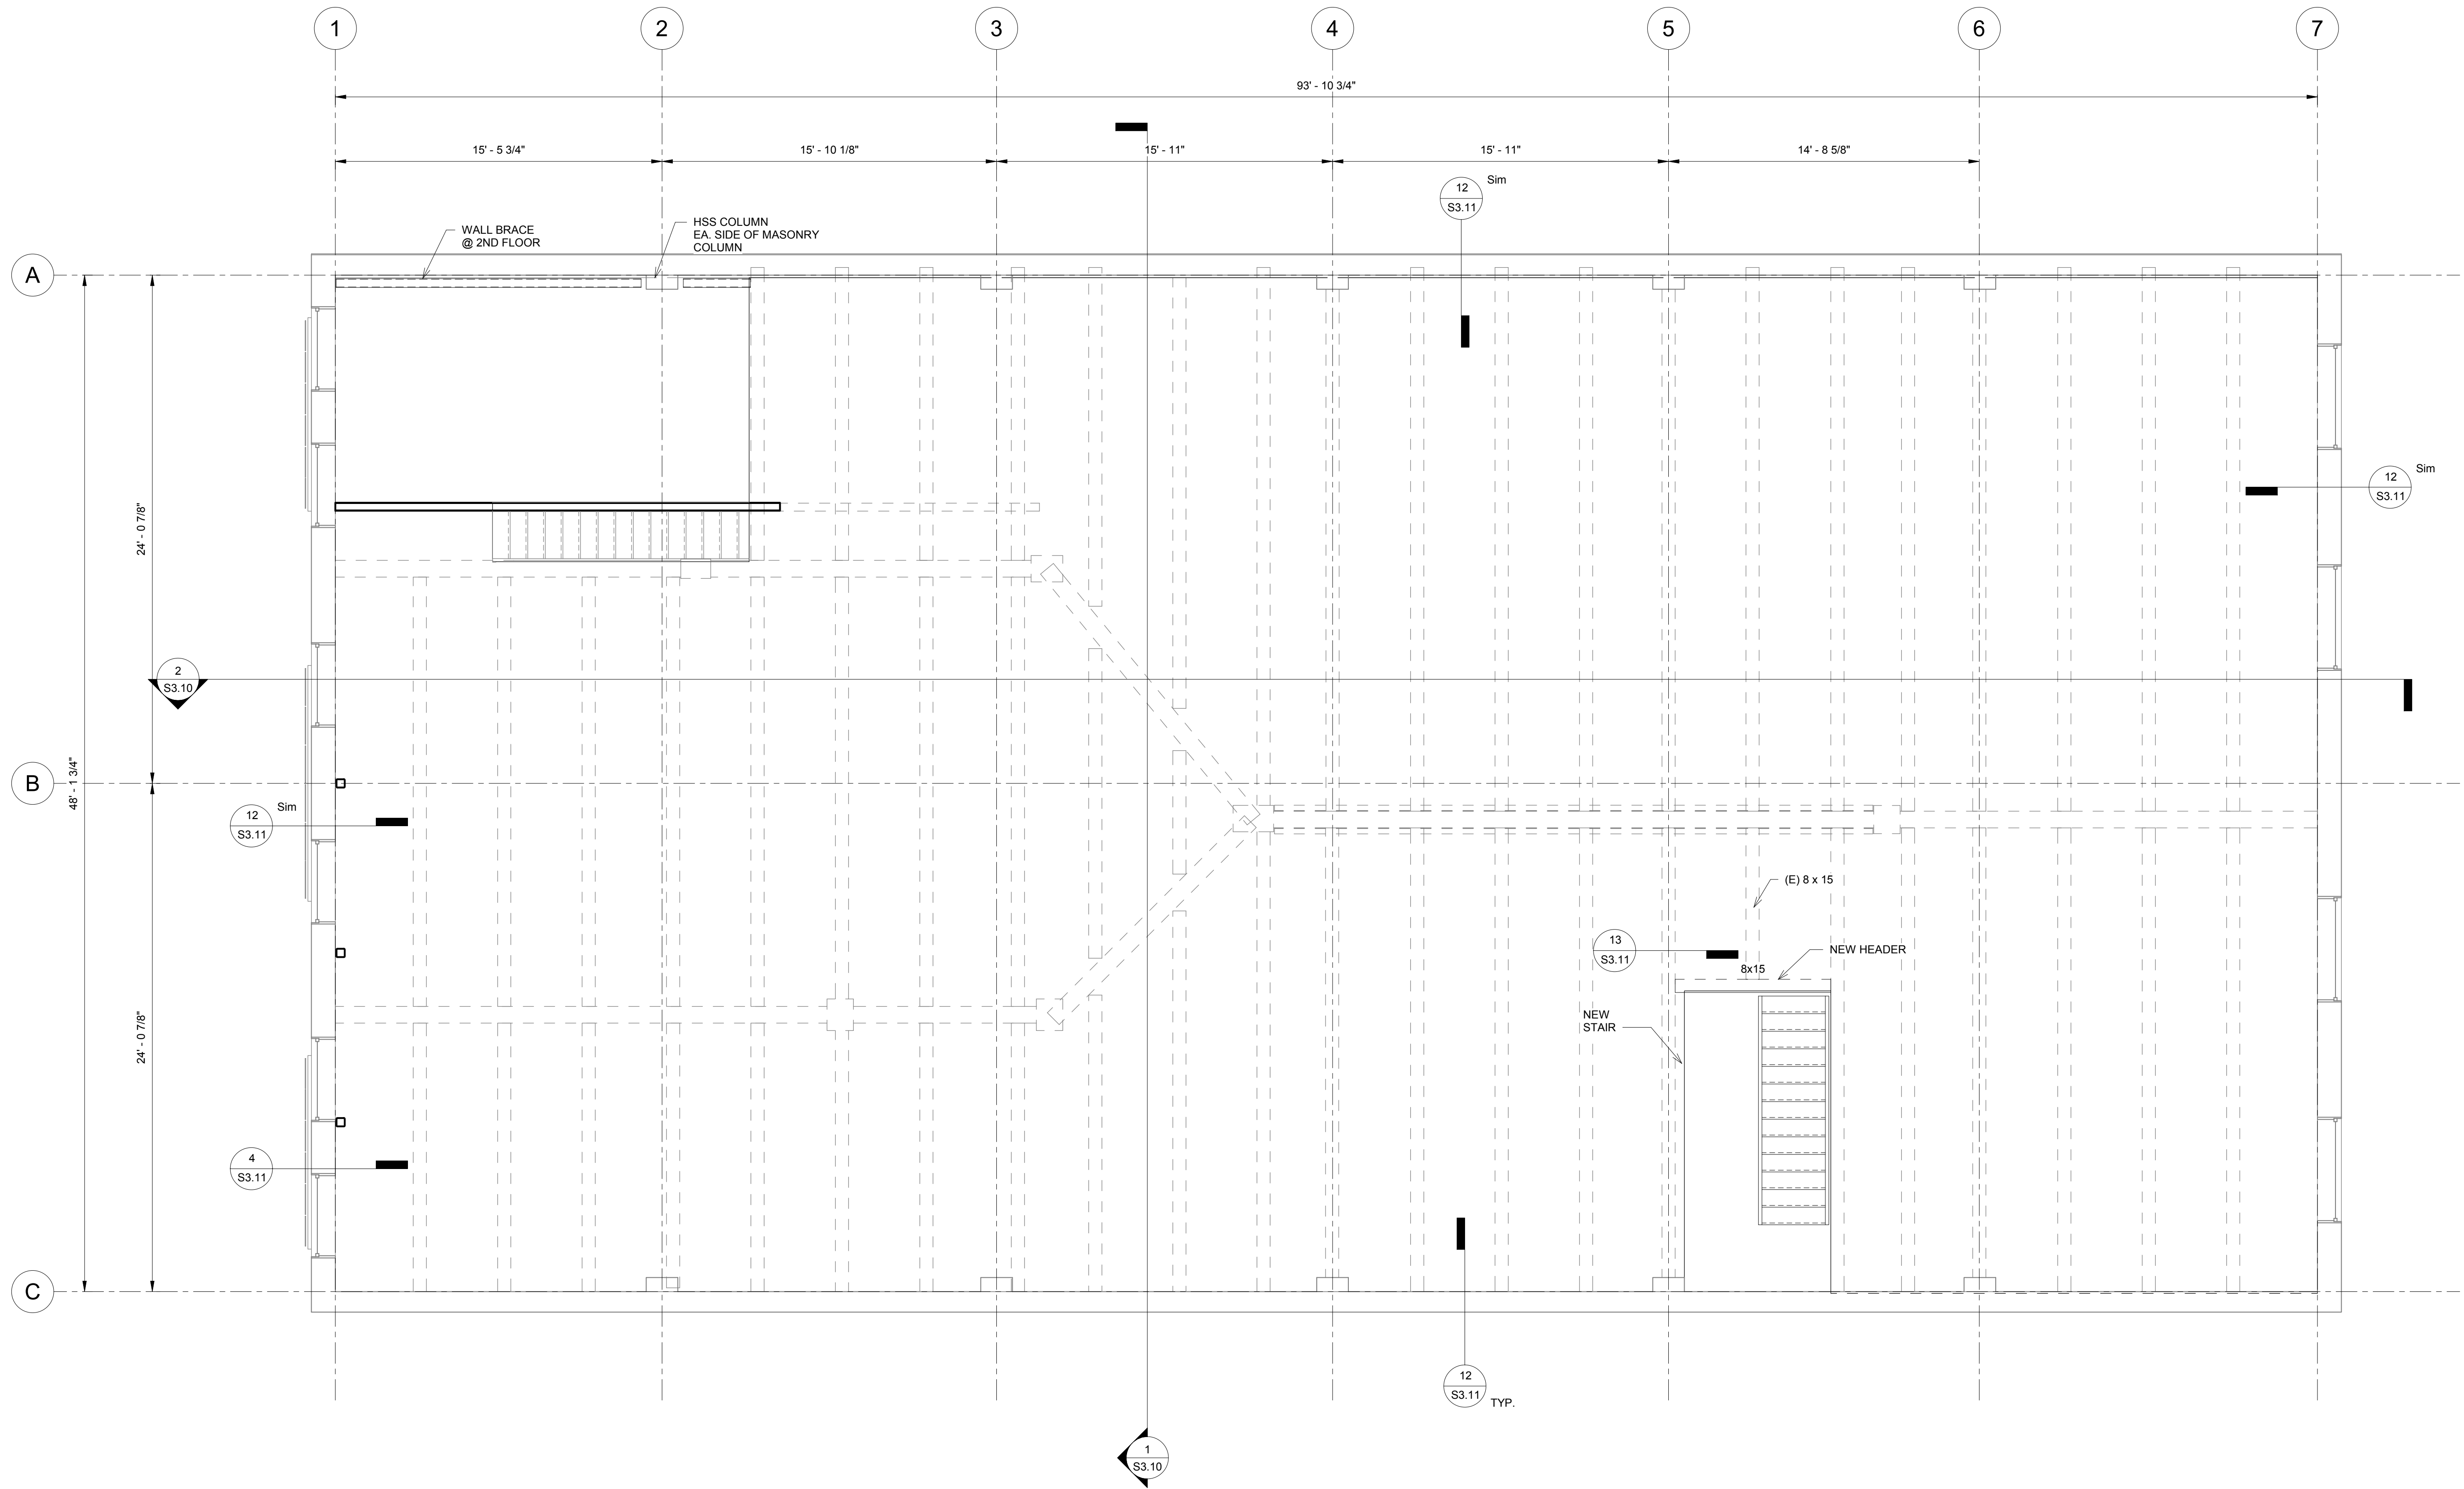 1
2
3
4
5
6
7
93' - 10 3/4"
15' - 5 3/4"
15' - 10 1/8"
15' - 11"
15' - 11"
14' - 8 5/8"
12
S3.11
Sim
WALL BRACE
@ 2ND FLOOR
HSS COLUMN
EA. SIDE OF MASONRY
COLUMN
A
12
S3.11
Sim
24' - 0 7/8"
2
S3.10
48' - 1 3/4"
B
12
S3.11
Sim
(E) 8 x 15
13
S3.11
NEW HEADER
8x15
NEW
STAIR
24' - 0 7/8"
4
S3.11
C
12
S3.11
TYP.
1
S3.10